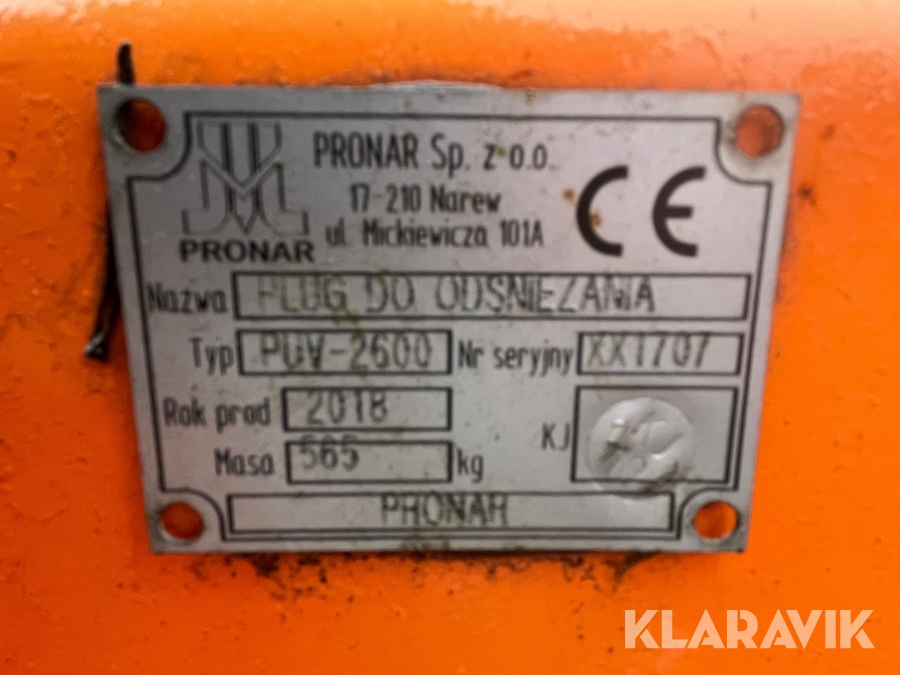 PRONAR Sp. z o.o.
17-210 Narew
ul. Mickiewicza 101A
PRONAR
CE
Nazwa PLUG DO ODSNIEZANIA
Typ PUV-2600 Nr seryjny XX1707
Rok prod 2018
KJ
Masa 565 kg
PRONAR
KLARAVIK